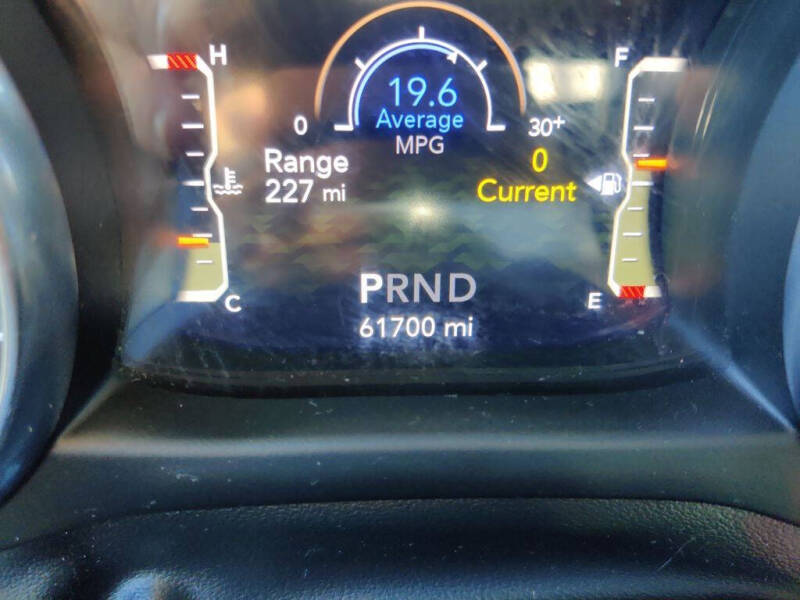 H
F
19.6
Average
0
30+
MPG
Range
227 mi
0
Current
C
E
PRND
61700 mi